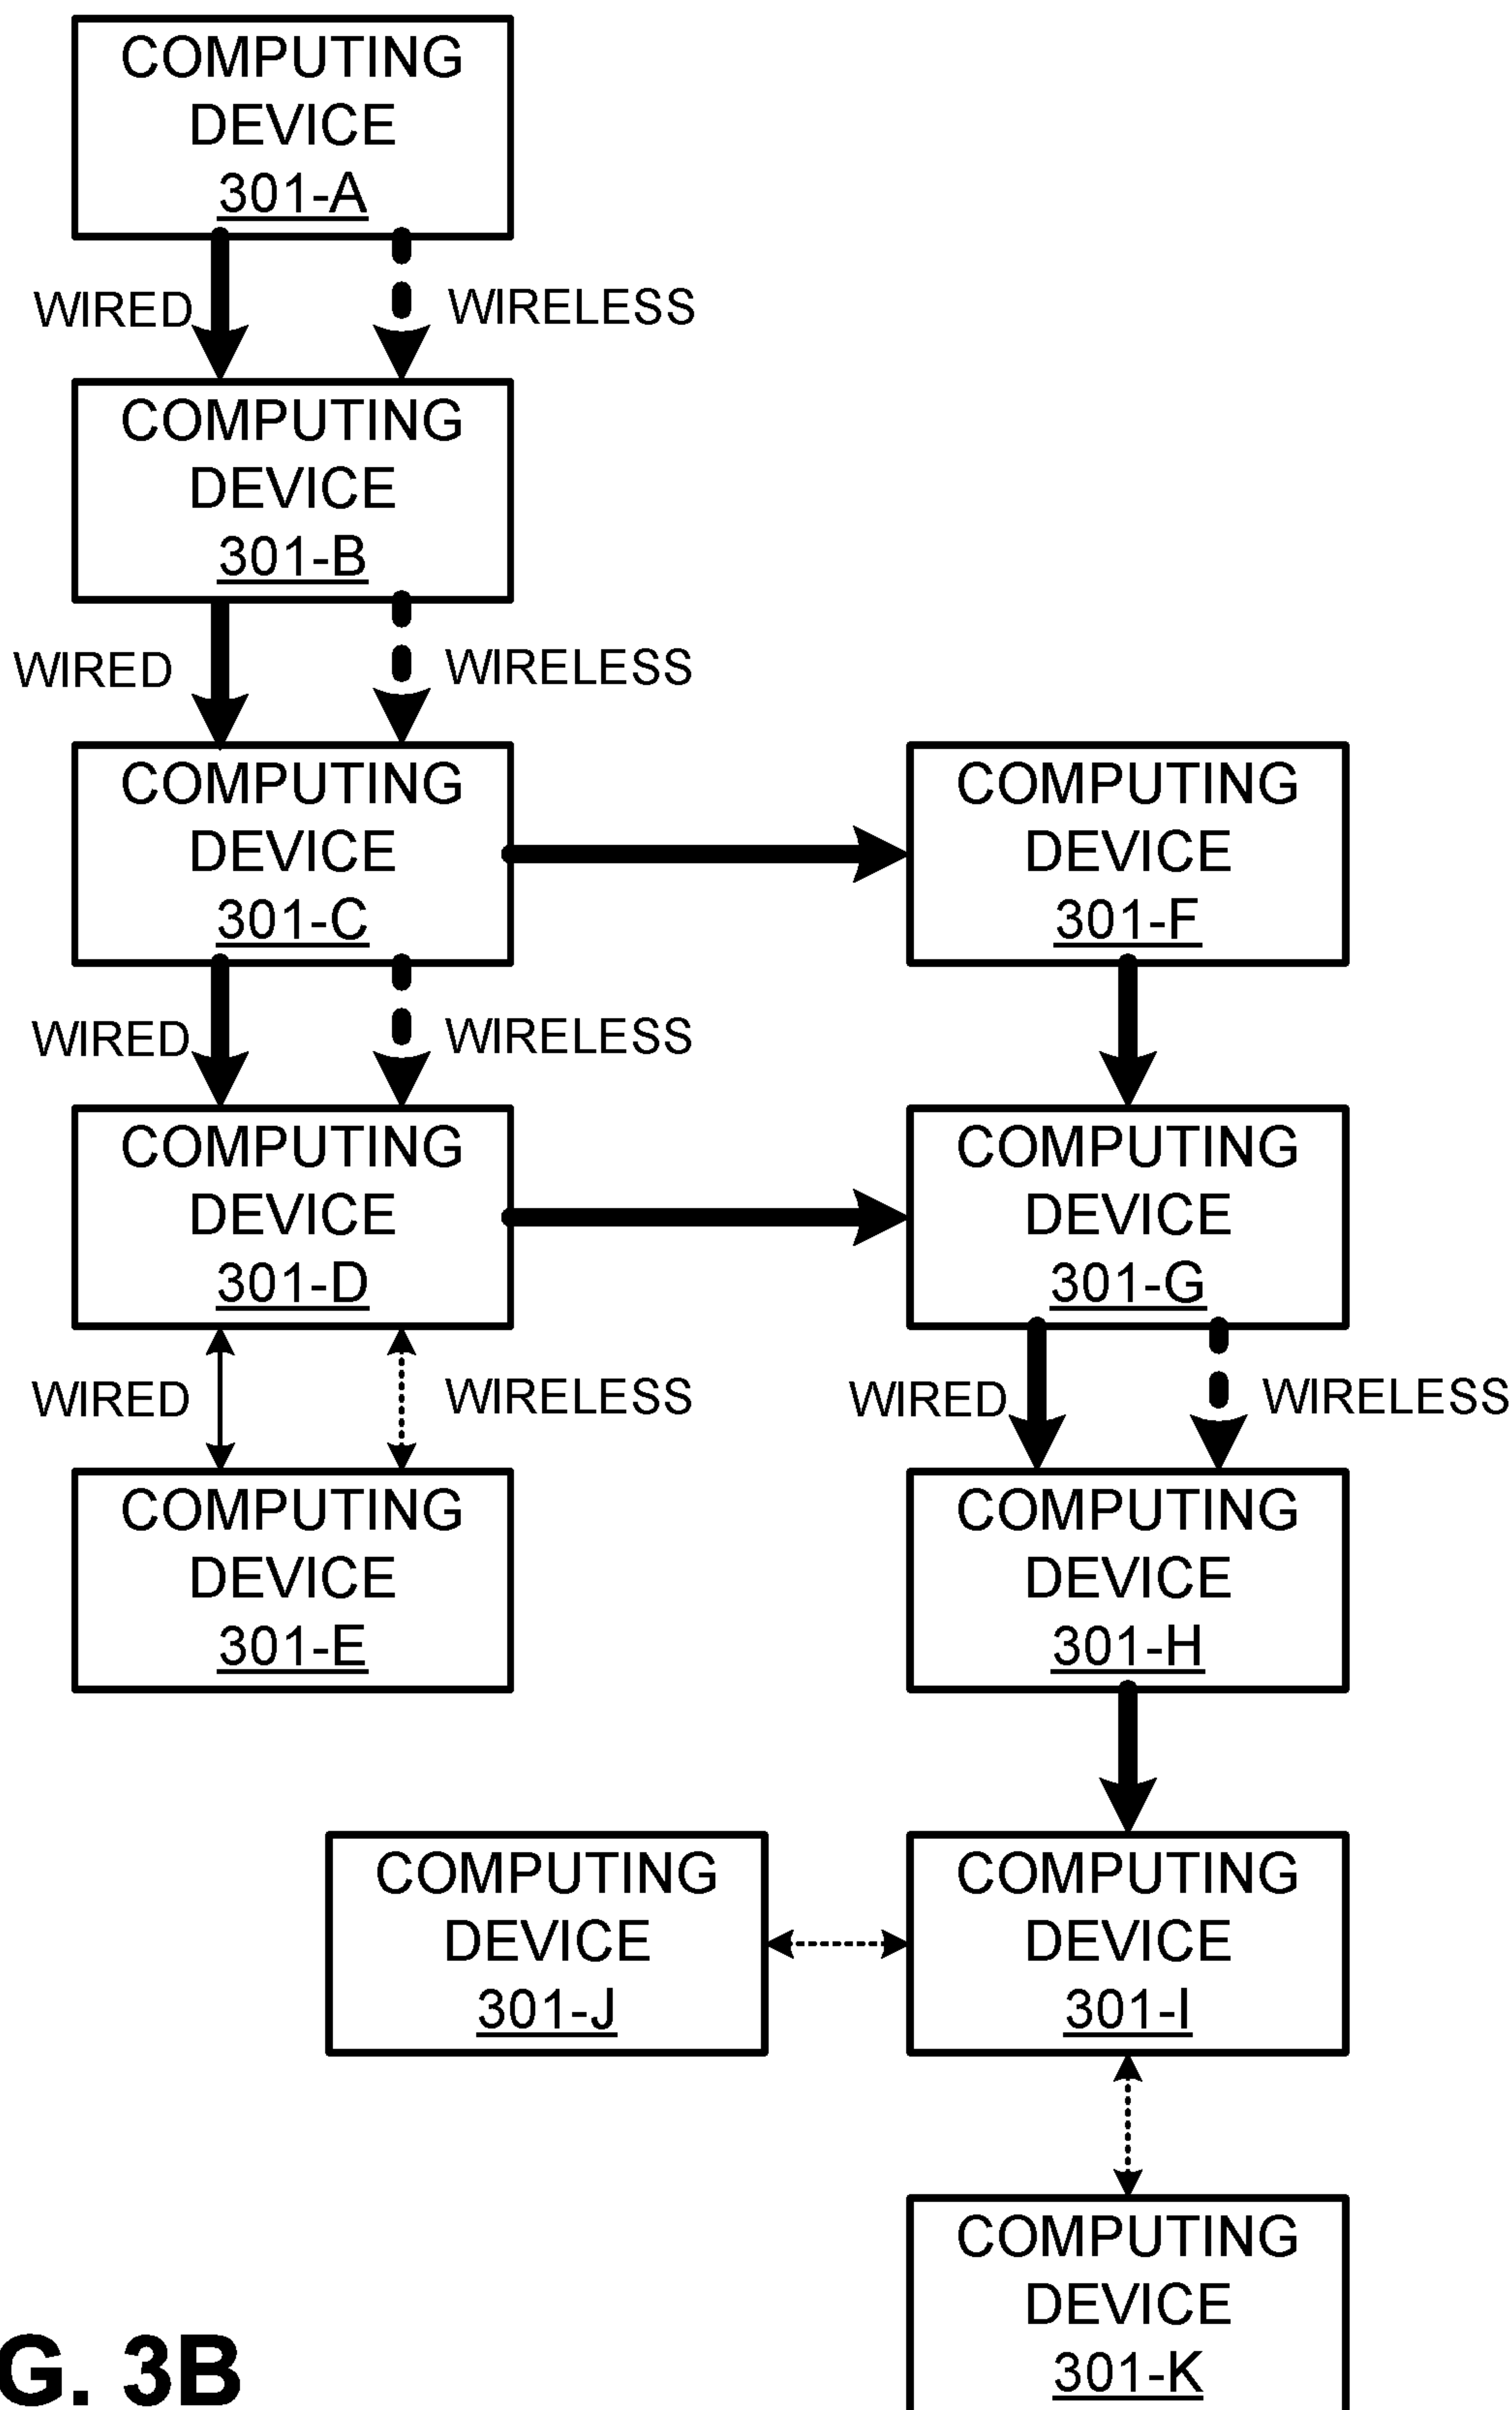 COMPUTING
DEVICE
301-A
WIRED
WIRELESS
COMPUTING
DEVICE
301-B
WIRED
WIRELESS
COMPUTING
DEVICE
301-C
COMPUTING
DEVICE
301-F
WIRED
WIRELESS
COMPUTING
DEVICE
301-D
COMPUTING
DEVICE
301-G
WIRED
WIRELESS
WIRED
WIRELESS
COMPUTING
DEVICE
301-E
COMPUTING
DEVICE
301-H
COMPUTING
DEVICE
301-J
COMPUTING
DEVICE
301-I
COMPUTING
DEVICE
301-K
G. 3B